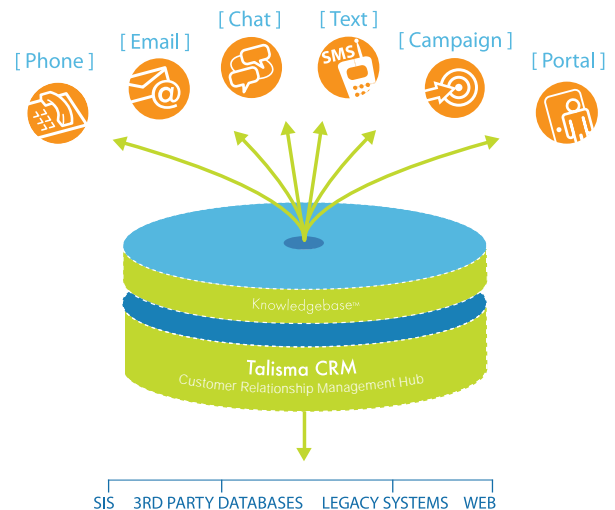 [ Phone ]
[ Email ]
[ Chat ]
[ Text ]
[ Campaign ]
[ Portal ]
SMS
@
Knowledgebase™
Talisma CRM
Customer Relationship Management Hub
SIS 3RD PARTY DATABASES LEGACY SYSTEMS WEB